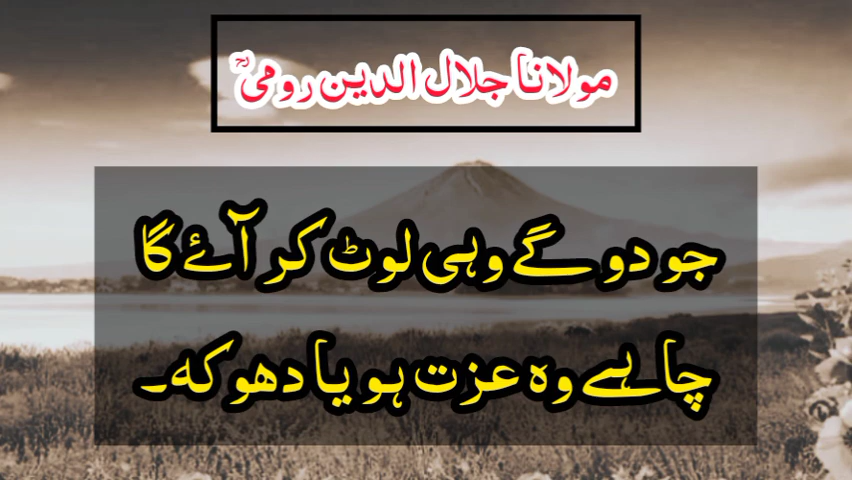 مولانا جلال الدین رومیؒ
جو دو گے وہی لوٹ کر آئے گا
چاہے وہ عزت ہو یا دھوکہ۔